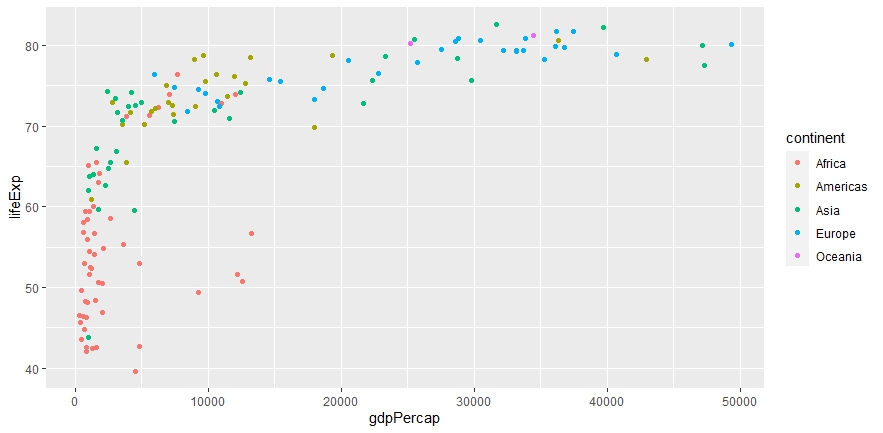 80
70
60
50
40
lifeExp
0
10000
20000
30000
40000
50000
gdpPercap
continent
Africa
Americas
Asia
Europe
Oceania